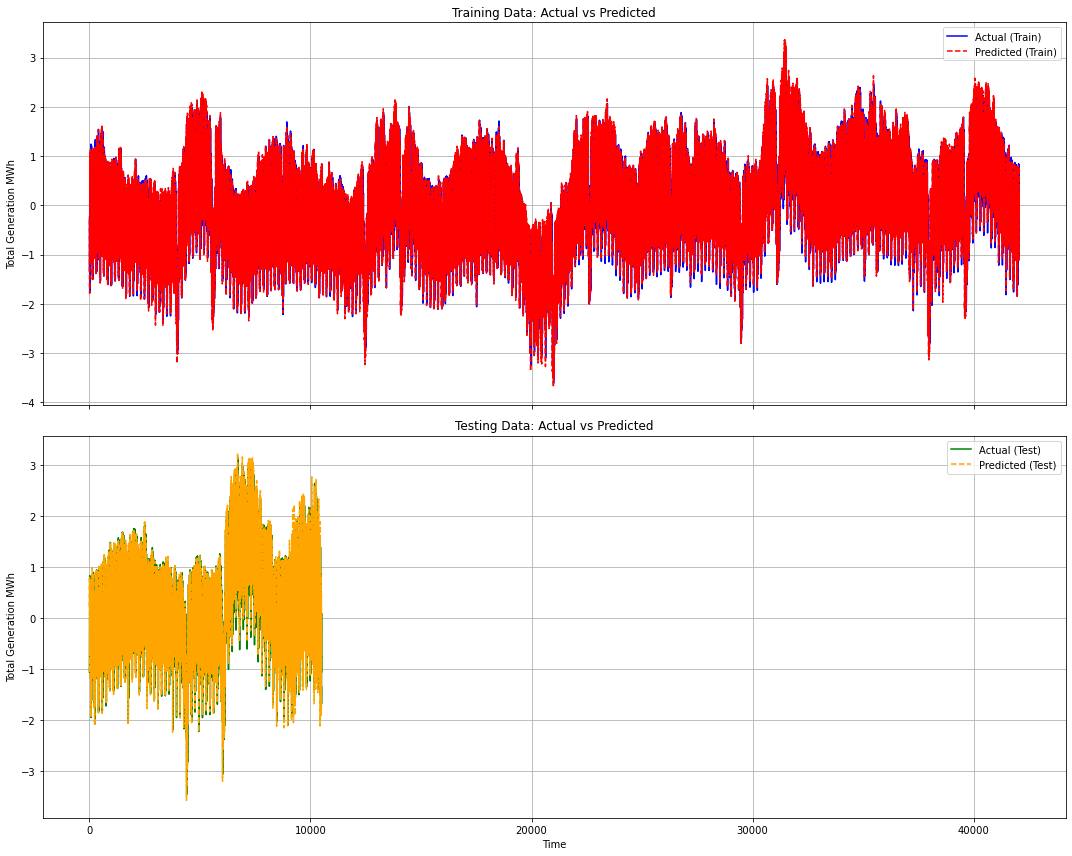 Training Data: Actual vs Predicted
Actual (Train)
Predicted (Train)
3
2
1
0
−1
−2
−3
−4
Total Generation MWh
Testing Data: Actual vs Predicted
Actual (Test)
Predicted (Test)
3
2
1
0
−1
−2
−3
Total Generation MWh
0 10000 20000 30000 40000
Time